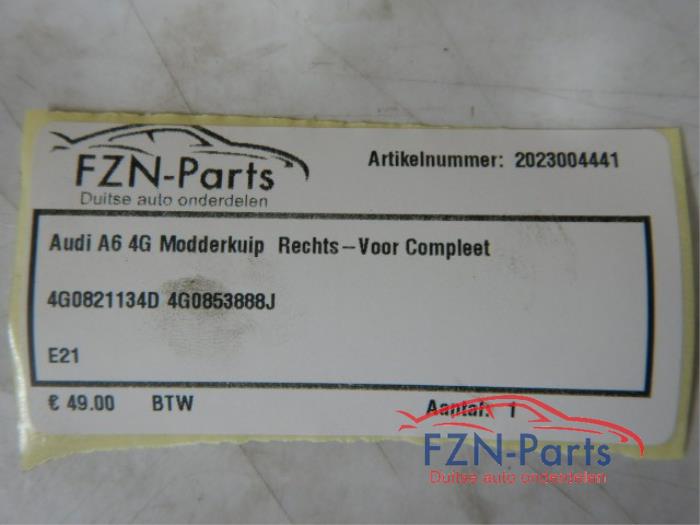 FZN-Parts
Duitse auto onderdelen
Artikelnummer: 2023004441
Audi A6 4G Modderkuip Rechts-Voor Compleet
4G0821134D 4G0853888J
E21
€ 49.00 BTW Aantal: 1
FZN-Parts
Duitse auto onderdelen